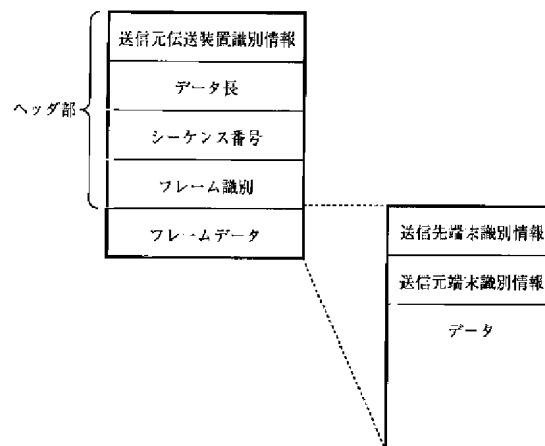 送信元伝送装置識別情報
データ長
ヘッダ部
シーケンス番号
フレーム識別
フレームデータ
送信先端末識別情報
送信元端末識別情報
データ